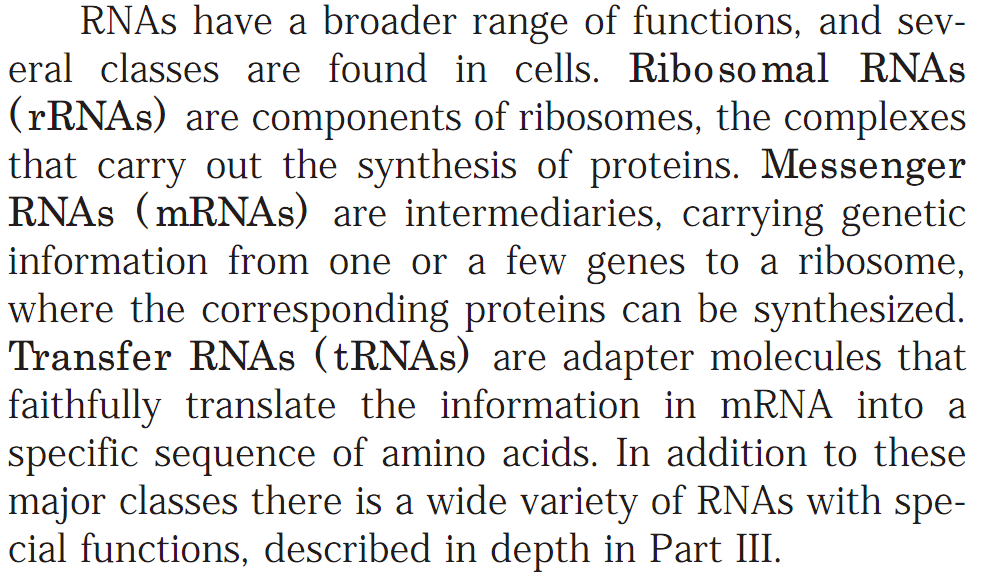 RNAs have a broader range of functions, and sev-
eral classes are found in cells. Ribosomal RNAs
(rRNAs) are components of ribosomes, the complexes
that carry out the synthesis of proteins. Messenger
RNAs (mRNAs) are intermediaries, carrying genetic
information from one or a few genes to a ribosome,
where the corresponding proteins can be synthesized.
Transfer RNAs (tRNAs) are adapter molecules that
faithfully translate the information in mRNA into a
specific sequence of amino acids. In addition to these
major classes there is a wide variety of RNAs with spe-
cial functions, described in depth in Part III.